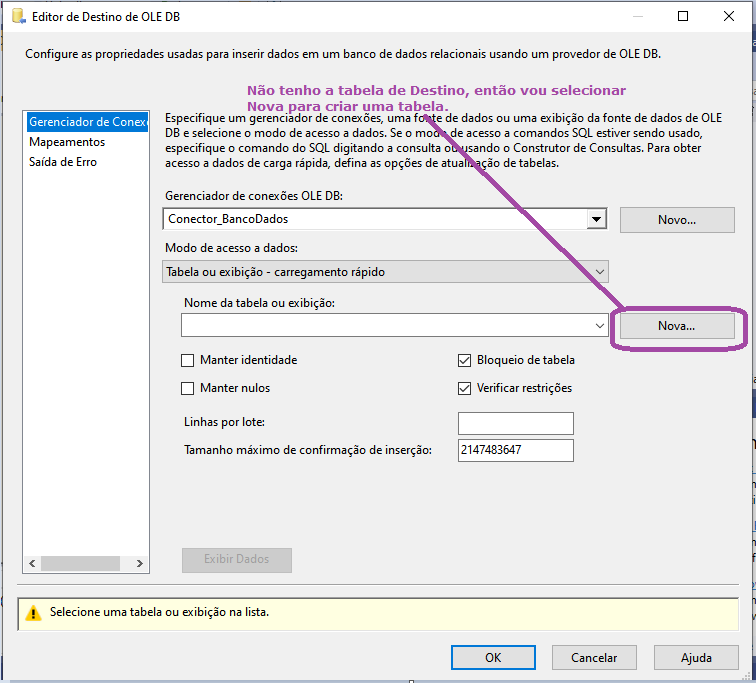 Editor de Destino de OLE DB
Configure as propriedades usadas para inserir dados em um banco de dados relacionais usando um provedor de OLE DB.
Não tenho a tabela de Destino, então vou selecionar
Nova para criar uma tabela.
Gerenciador de Conex
Mapeamentos
Saída de Erro
Especifique um gerenciador de conexões, uma fonte de dados ou uma exibição da fonte de dados de OLE
DB e selecione o modo de acesso a dados. Se o modo de acesso a comandos SQL estiver sendo usado,
especifique o comando do SQL digitando a consulta ou usando o Construtor de Consultas. Para obter
acesso a dados de carga rápida, defina as opções de atualização de tabelas.
Gerenciador de conexões OLE DB:
Conector_BancoDados
Novo...
Modo de acesso a dados:
Tabela ou exibição - carregamento rápido
Nome da tabela ou exibição:
Nova...
Manter identidade
Bloqueio de tabela
Manter nulos
Verificar restrições
Linhas por lote:
Tamanho máximo de confirmação de inserção:
2147483647
Exibir Dados
Selecione uma tabela ou exibição na lista.
OK
Cancelar
Ajuda